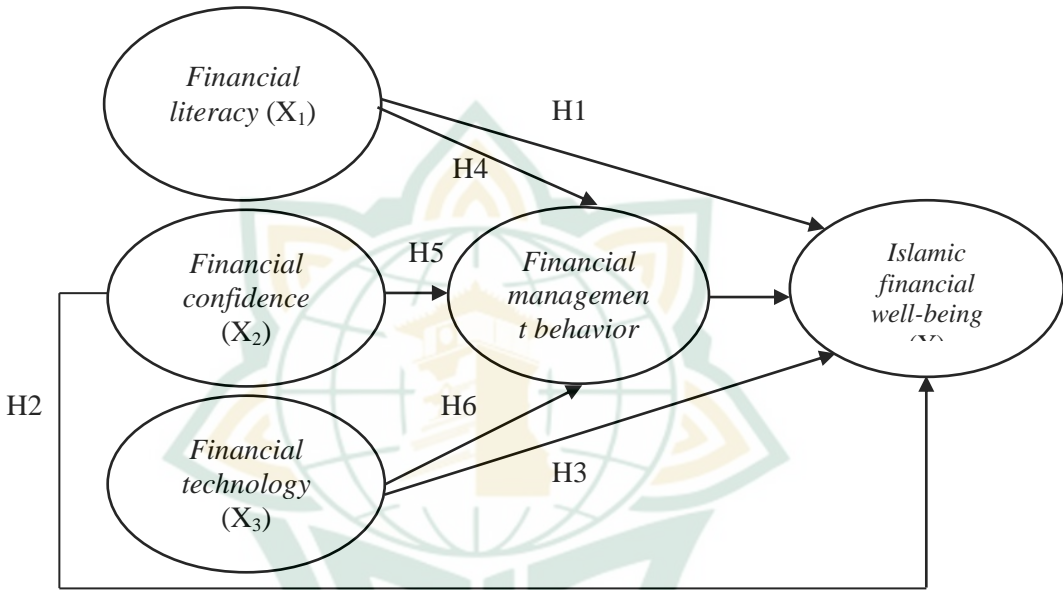 Financial
literacy (X₁)
H1
H4
Financial
confidence
(X₂)
H5
Financial
managemen
t behavior
Islamic
financial
well-being
H2
H6
Financial
technology
(X₃)
H3